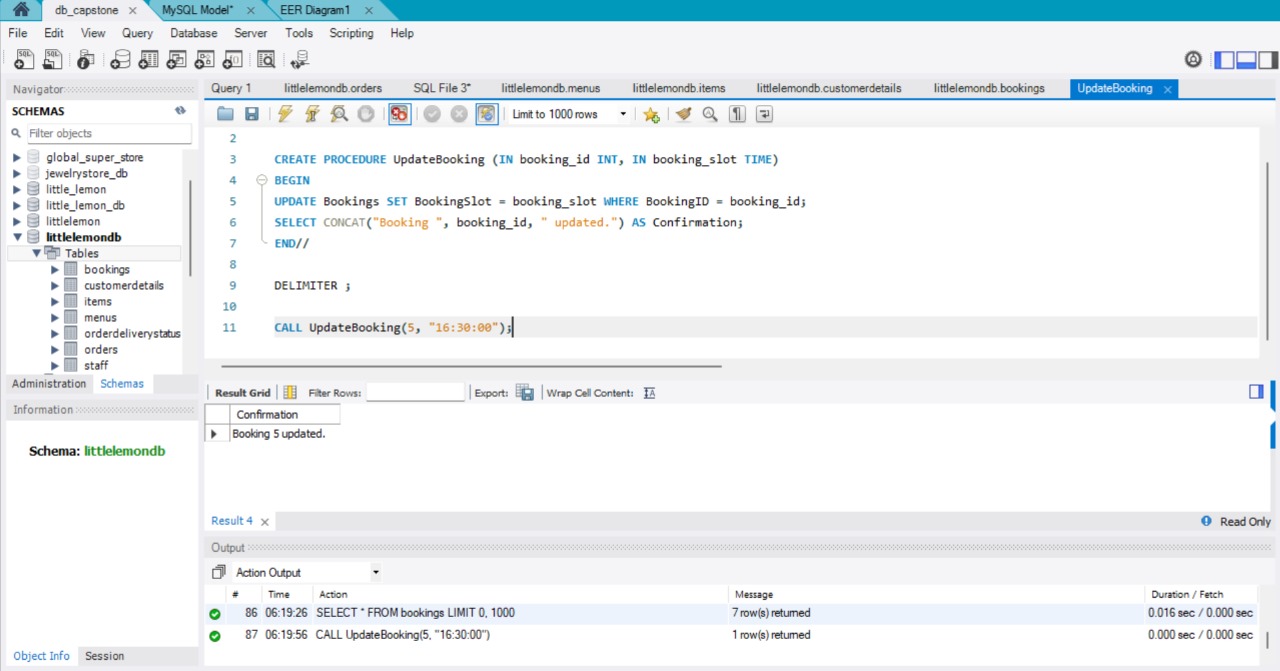 db_capstone MySQL Model* EER Diagram1
File Edit View Query Database Server Tools Scripting Help
Navigator
SCHEMAS
Filter objects
global_super_store
jewelrystore_db
little_lemon
little_lemon_db
littlelemon
littlelemondb
Tables
bookings
customerdetails
items
menus
orderdeliverystatus
orders
staff
Administration Schemas
Information
Schema: littlelemondb
Object Info Session
Query 1 littlelemondb.orders SQL File 3* littlelemondb.menus littlelemondb.items littlelemondb.customerdetails littlelemondb.bookings UpdateBooking
Limit to 1000 rows
2
3 CREATE PROCEDURE UpdateBooking (IN booking_id INT, IN booking_slot TIME)
4 BEGIN
5 UPDATE Bookings SET BookingSlot = booking_slot WHERE BookingID = booking_id;
6 SELECT CONCAT("Booking ", booking_id, " updated.") AS Confirmation;
7 END//
8
9 DELIMITER ;
10
11 CALL UpdateBooking(5, "16:30:00");
Result Grid Filter Rows: Export: Wrap Cell Content:
Confirmation
Booking 5 updated.
Result 4 Read Only
Output
Action Output
# Time Action Message Duration / Fetch
86 06:19:26 SELECT * FROM bookings LIMIT 0, 1000 7 row(s) returned 0.016 sec / 0.000 sec
87 06:19:56 CALL UpdateBooking(5, "16:30:00") 1 row(s) returned 0.000 sec / 0.000 sec